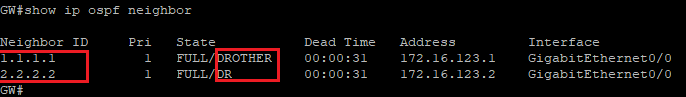 GW#show ip ospf neighbor
Neighbor ID     Pri   State           Dead Time   Address         Interface
1.1.1.1           1   FULL/DROTHER    00:00:31    172.16.123.1    GigabitEthernet0/0
2.2.2.2           1   FULL/DR         00:00:31    172.16.123.2    GigabitEthernet0/0
GW#